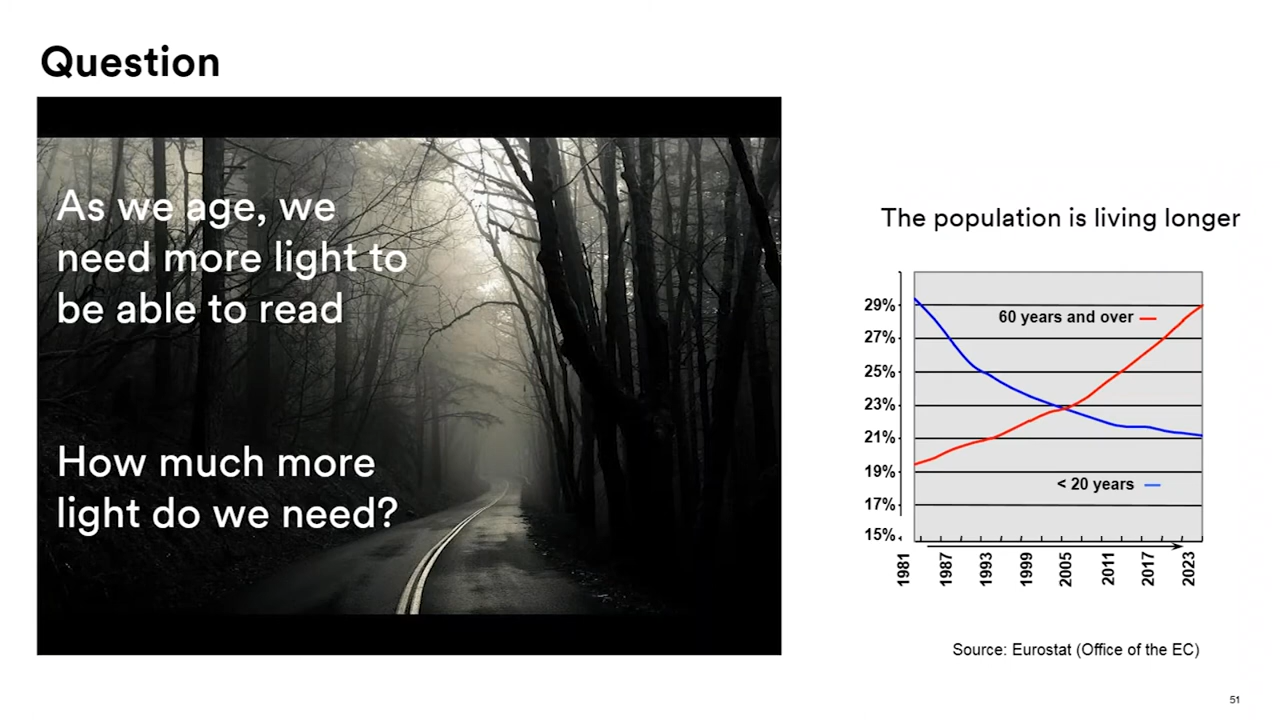 Question
As we age, we
need more light to
be able to read
How much more
light do we need?
The population is living longer
29%
27%
25%
23%
21%
19%
17%
15%
60 years and over
< 20 years
1981
1987
1993
1999
2005
2011
2017
2023
Source: Eurostat (Office of the EC)
51